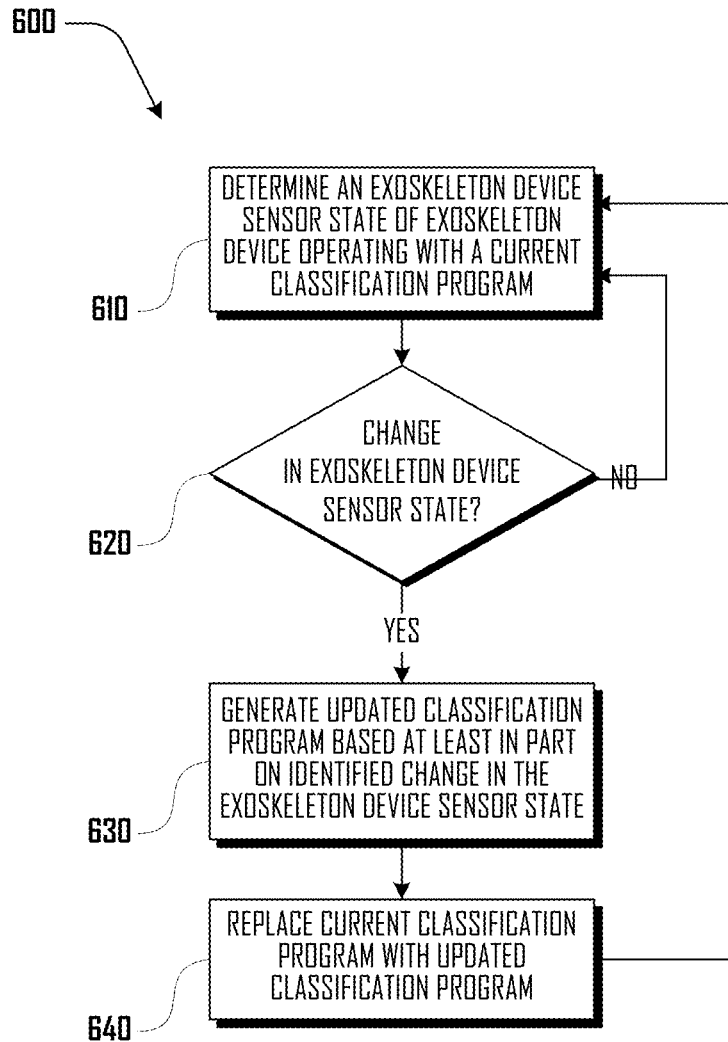 600
DETERMINE AN EXOSKELETON DEVICE
SENSOR STATE OF EXOSKELETON
DEVICE OPERATING WITH A CURRENT
CLASSIFICATION PROGRAM
610
CHANGE
IN EXOSKELETON DEVICE
SENSOR STATE?
NO
620
YES
GENERATE UPDATED CLASSIFICATION
PROGRAM BASED AT LEAST IN PART
ON IDENTIFIED CHANGE IN THE
EXOSKELETON DEVICE SENSOR STATE
630
REPLACE CURRENT CLASSIFICATION
PROGRAM WITH UPDATED
CLASSIFICATION PROGRAM
640